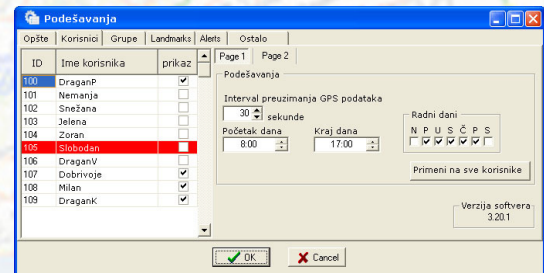 Podešavanja
Opšte Korisnici Grupe Landmarks Alerts Ostalo
ID Ime korisnika prikaz
100 DraganP
101 Nemanja
102 Snežana
103 Jelena
104 Zoran
105 Slobodan
106 DraganV
107 Dobrivoje
108 Milan
109 DraganK
Page 1 Page 2
Podešavanja
Interval preuzimanja GPS podataka
30 sekunde
Početak dana Kraj dana
8:00 17:00
Radni dani
N P U S Č P S
Primeni na sve korisnike
Verzija softvera
3.20.1
OK Cancel